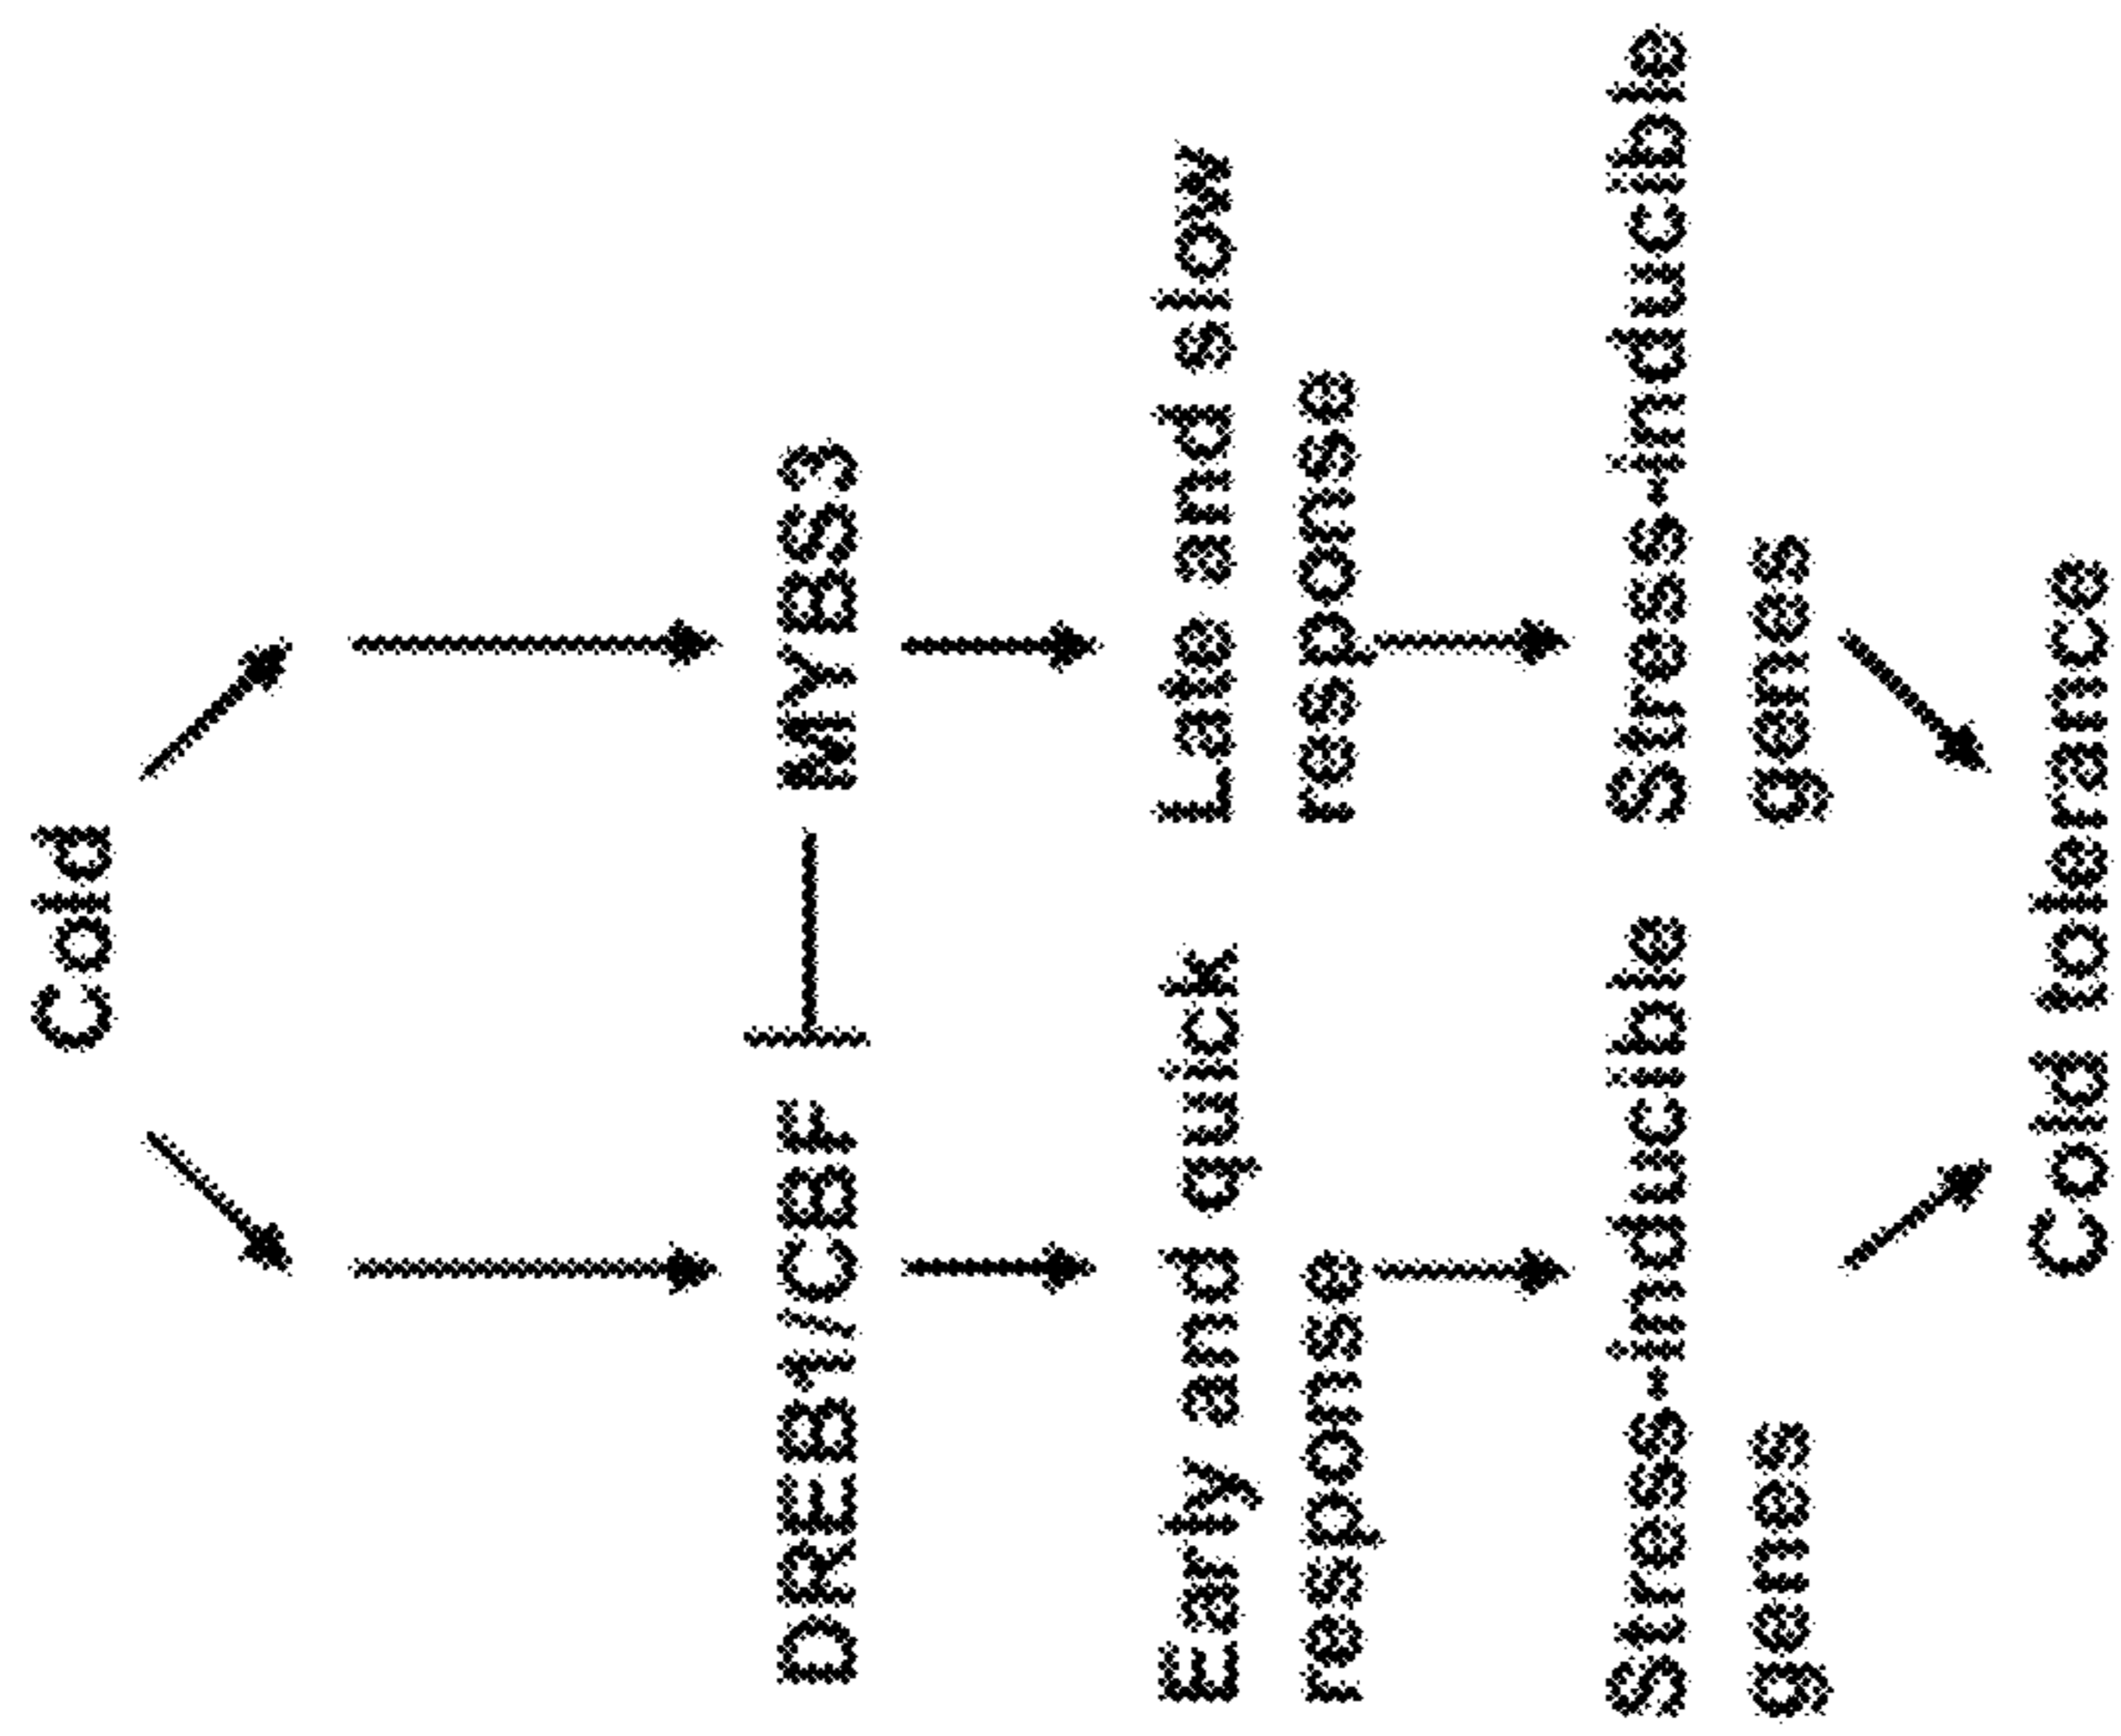 Cold
DREB1/CBF
MYBS3
Early and quick
response
Late and slow
response
Stress-inducible
genes
Stress-inducible
genes
Cold tolerance